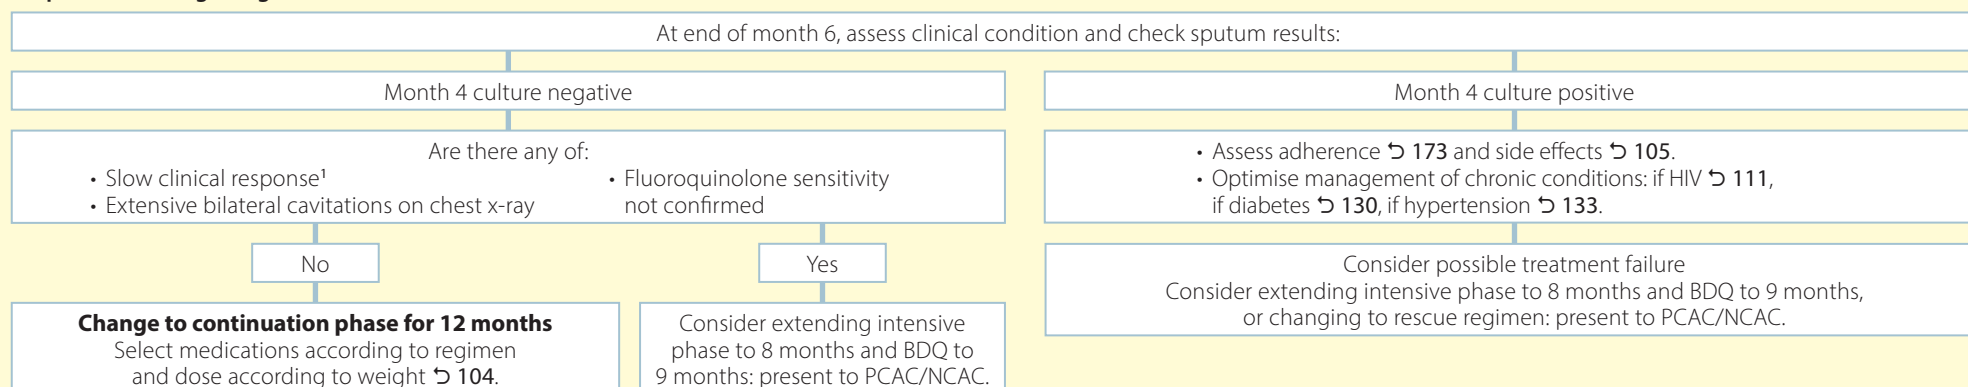 At end of month 6, assess clinical condition and check sputum results:
Month 4 culture negative
Are there any of:
• Slow clinical response¹
• Extensive bilateral cavitations on chest x-ray
• Fluoroquinolone sensitivity
not confirmed
No
Change to continuation phase for 12 months
Select medications according to regimen
and dose according to weight ⮌ 104.
Yes
Consider extending intensive
phase to 8 months and BDQ to
9 months: present to PCAC/NCAC.
Month 4 culture positive
• Assess adherence ⮌ 173 and side effects ⮌ 105.
• Optimise management of chronic conditions: if HIV ⮌ 111,
if diabetes ⮌ 130, if hypertension ⮌ 133.
Consider possible treatment failure
Consider extending intensive phase to 8 months and BDQ to 9 months,
or changing to rescue regimen: present to PCAC/NCAC.